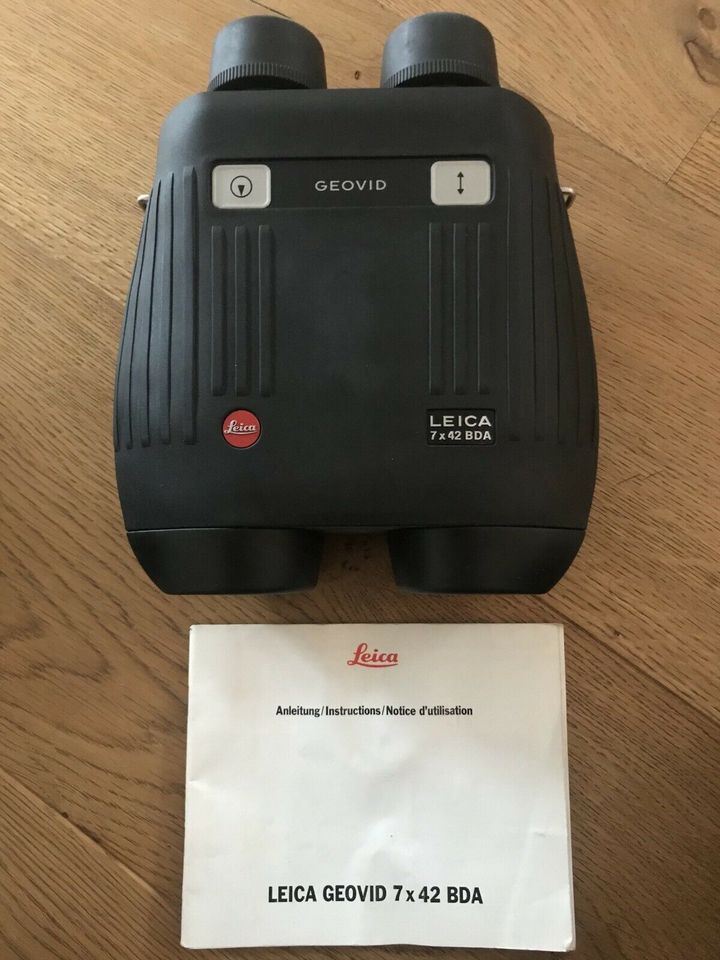 GEOVID
Leica
LEICA
7 x 42 BDA
Leica
Anleitung/Instructions/Notice d'utilisation
LEICA GEOVID 7 x 42 BDA